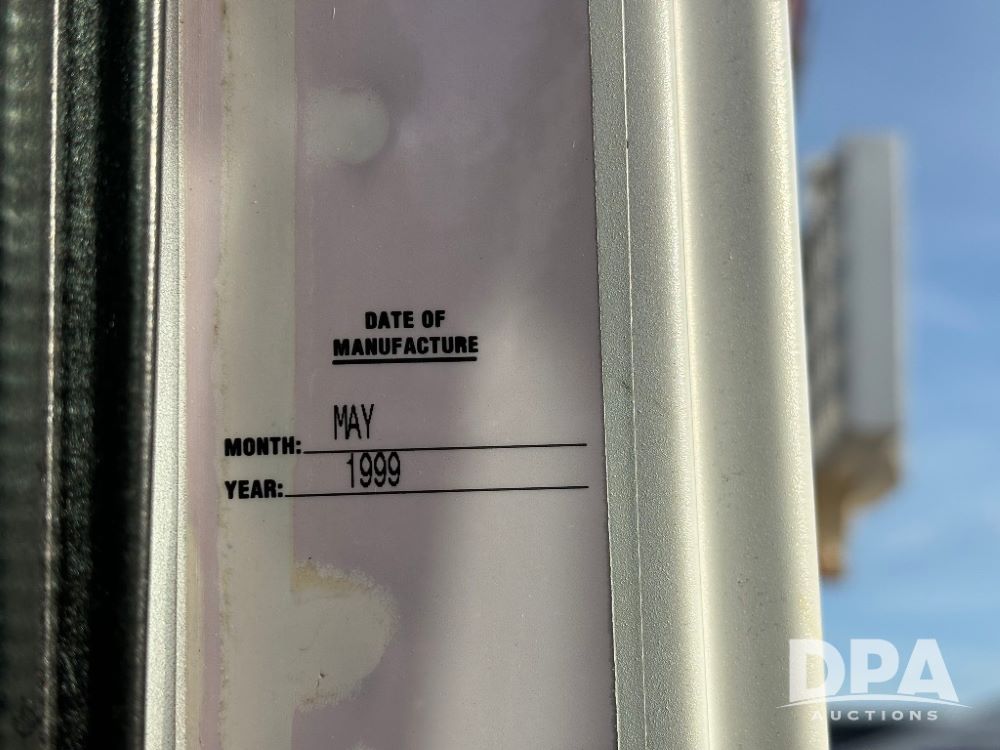 DATE OF
MANUFACTURE
MONTH: MAY
YEAR: 1999
DPA
AUCTIONS